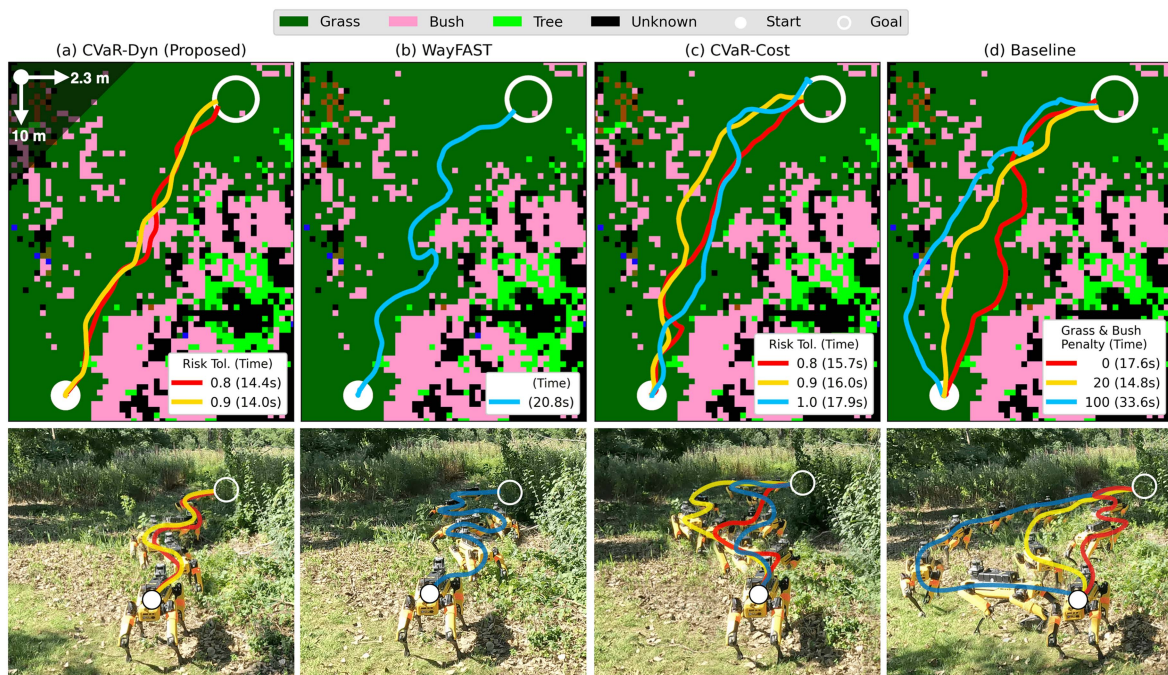 Grass Bush Tree Unknown Start Goal
(a) CVaR-Dyn (Proposed)
2.3 m
10 m
Risk Tol. (Time)
0.8 (14.4s)
0.9 (14.0s)
(b) WayFAST
(Time)
(20.8s)
(c) CVaR-Cost
Risk Tol. (Time)
0.8 (15.7s)
0.9 (16.0s)
1.0 (17.9s)
(d) Baseline
Grass & Bush
Penalty (Time)
0 (17.6s)
20 (14.8s)
100 (33.6s)